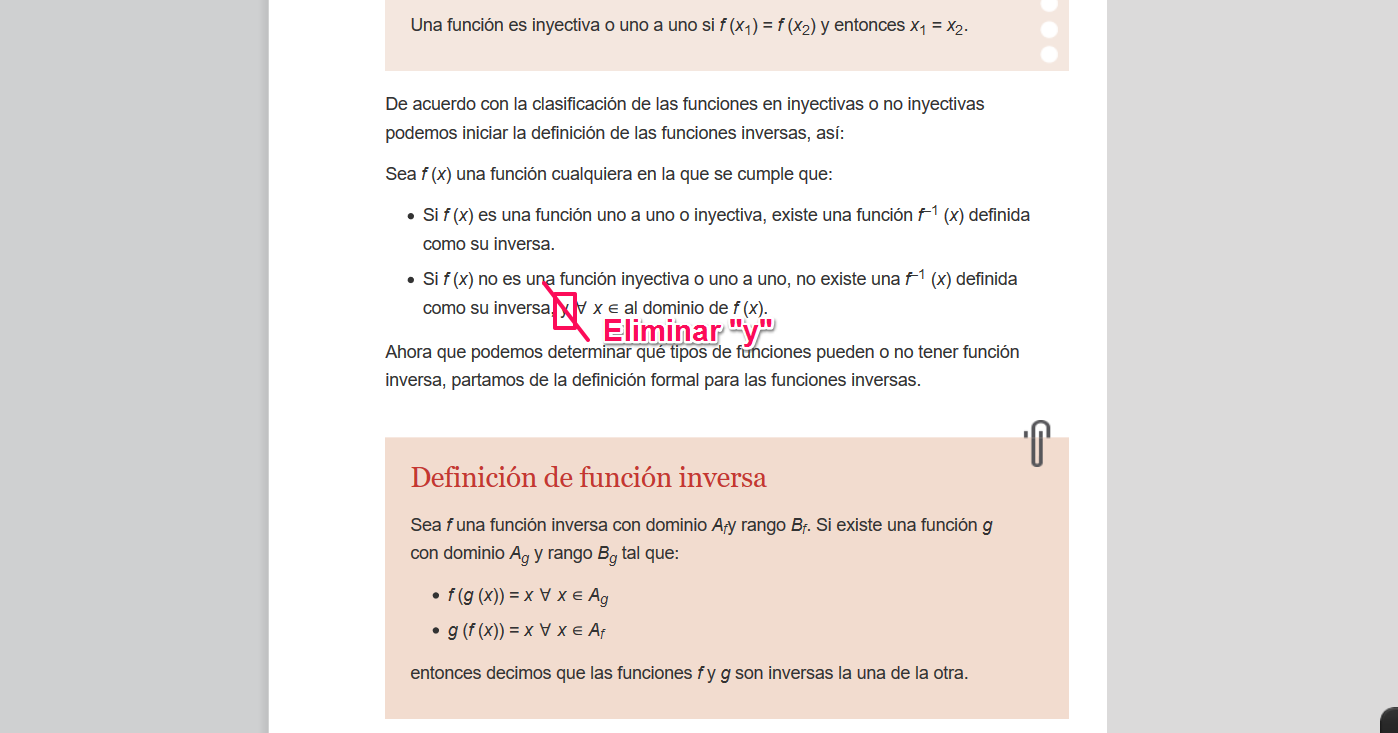 Una función es inyectiva o uno a uno si f (x₁) = f (x₂) y entonces x₁ = x₂.
De acuerdo con la clasificación de las funciones en inyectivas o no inyectivas
podemos iniciar la definición de las funciones inversas, así:
Sea f (x) una función cualquiera en la que se cumple que:
• Si f (x) es una función uno a uno o inyectiva, existe una función f⁻¹ (x) definida
como su inversa.
• Si f (x) no es una función inyectiva o uno a uno, no existe una f⁻¹ (x) definida
como su inversa, y ∀ x ∈ al dominio de f (x).
Eliminar "y"
Ahora que podemos determinar qué tipos de funciones pueden o no tener función
inversa, partamos de la definición formal para las funciones inversas.
Definición de función inversa
Sea f una función inversa con dominio A_f y rango B_f. Si existe una función g
con dominio A_g y rango B_g tal que:
• f (g (x)) = x ∀ x ∈ A_g
• g (f (x)) = x ∀ x ∈ A_f
entonces decimos que las funciones f y g son inversas la una de la otra.